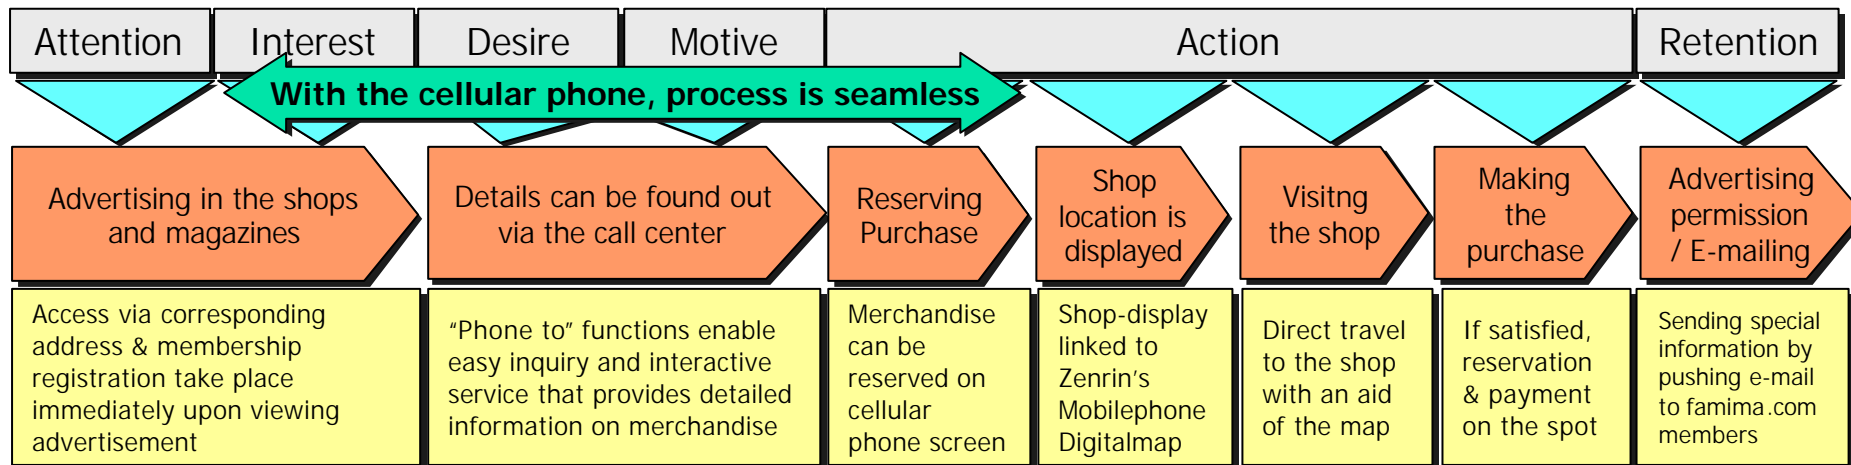 Attention
Interest
Desire
Motive
Action
Retention
With the cellular phone, process is seamless
Advertising in the shops
and magazines
Details can be found out
via the call center
Reserving
Purchase
Shop
location is
displayed
Visitng
the shop
Making
the
purchase
Advertising
permission
/ E-mailing
Access via corresponding
address & membership
registration take place
immediately upon viewing
advertisement
"Phone to" functions enable
easy inquiry and interactive
service that provides detailed
information on merchandise
Merchandise
can be
reserved on
cellular
phone screen
Shop-display
linked to
Zenrin's
Mobilephone
Digitalmap
Direct travel
to the shop
with an aid
of the map
If satisfied,
reservation
& payment
on the spot
Sending special
information by
pushing e-mail
to famima.com
members